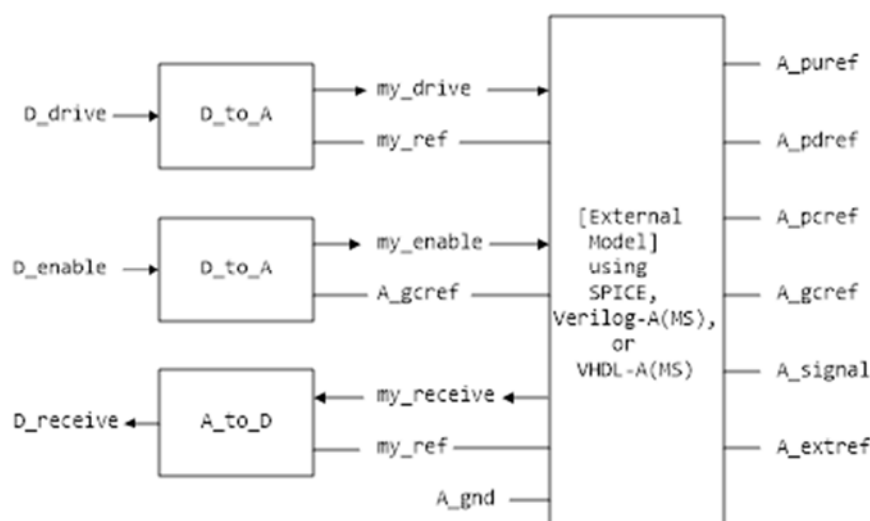 A_puref
D_drive
D_to_A
my_drive
my_ref
A_pdref
D_enable
D_to_A
my_enable
A_gcref
[External
Model]
using
SPICE,
Verilog-A(MS),
or
VHDL-A(MS)
A_pcref
A_gcref
D_receive
A_to_D
my_receive
my_ref
A_signal
A_extref
A_gnd